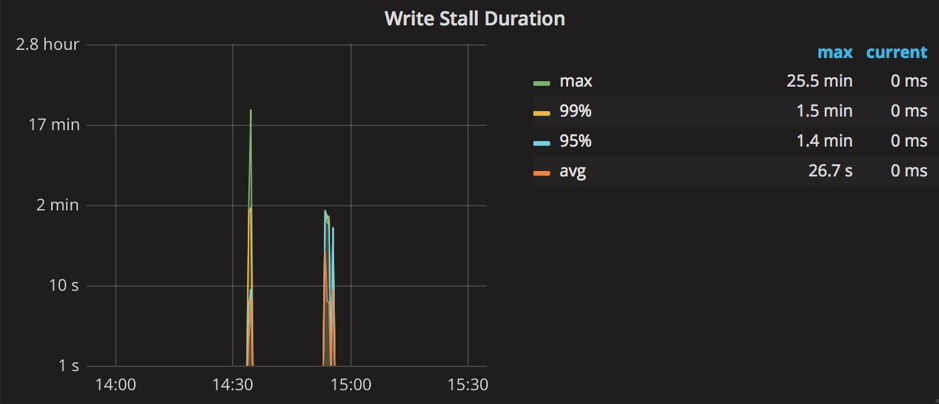 Write Stall Duration
2.8 hour
17 min
2 min
10 s
1 s
14:00 14:30 15:00 15:30
max current
max 25.5 min 0 ms
99% 1.5 min 0 ms
95% 1.4 min 0 ms
avg 26.7 s 0 ms